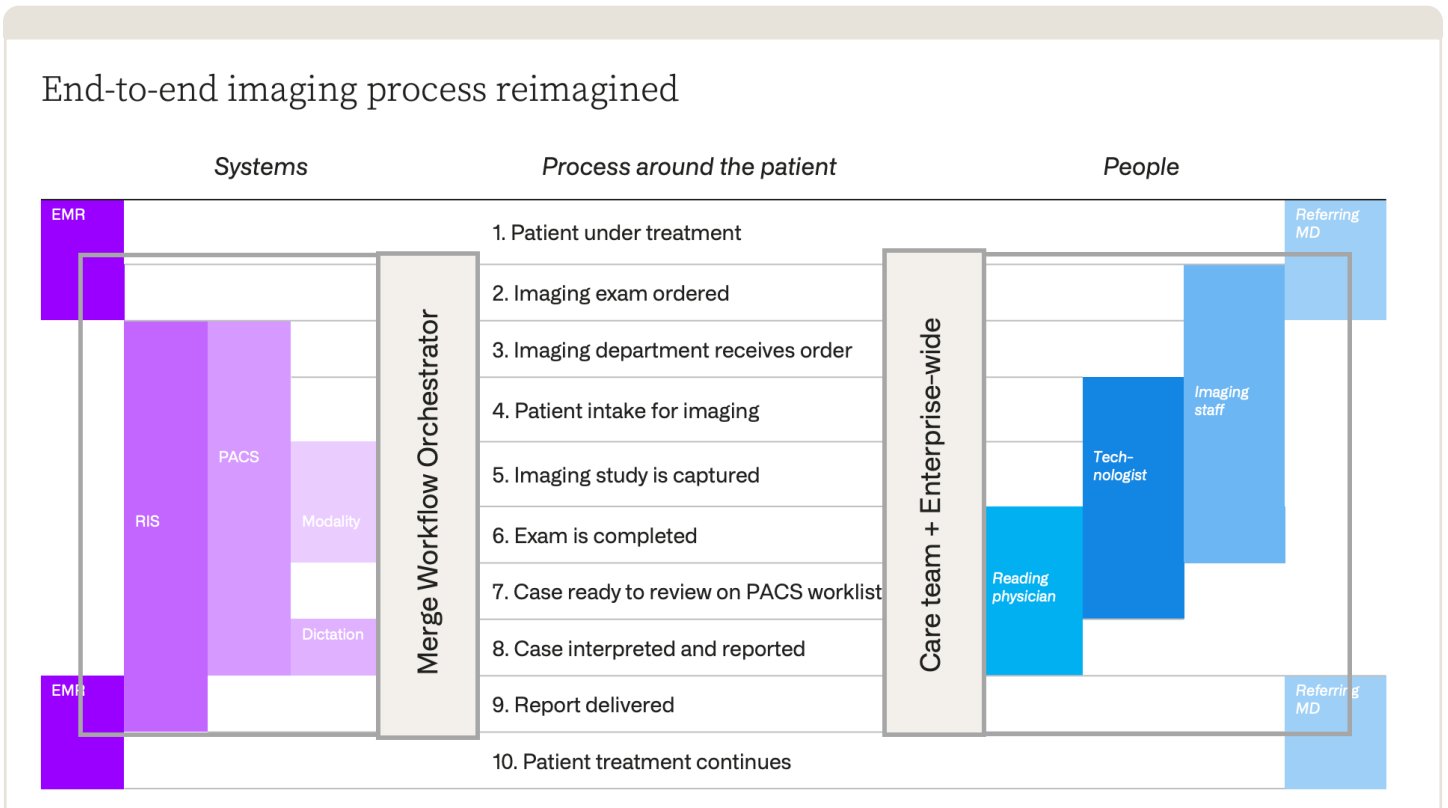 End-to-end imaging process reimagined
Systems
Process around the patient
People
EMR
1. Patient under treatment
Referring
MD
2. Imaging exam ordered
3. Imaging department receives order
4. Patient intake for imaging
Imaging
staff
PACS
5. Imaging study is captured
Tech-
nologist
RIS
Modality
6. Exam is completed
7. Case ready to review on PACS worklist
Reading
physician
Dictation
8. Case interpreted and reported
EMR
9. Report delivered
Referring
MD
10. Patient treatment continues
Merge Workflow Orchestrator
Care team + Enterprise-wide